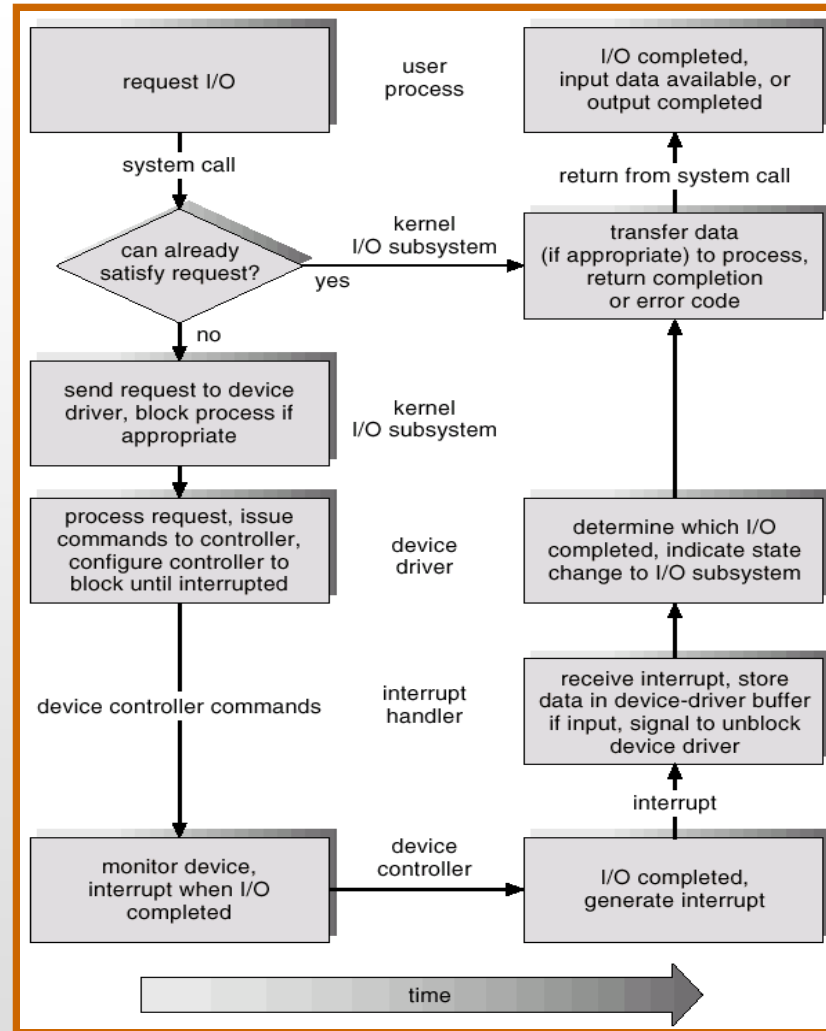 request I/O
user
process
I/O completed,
input data available, or
output completed
system call
return from system call
can already
satisfy request?
kernel
I/O subsystem
yes
transfer data
(if appropriate) to process,
return completion
or error code
no
send request to device
driver, block process if
appropriate
kernel
I/O subsystem
process request, issue
commands to controller,
configure controller to
block until interrupted
device
driver
determine which I/O
completed, indicate state
change to I/O subsystem
device controller commands
interrupt
handler
receive interrupt, store
data in device-driver buffer
if input, signal to unblock
device driver
interrupt
monitor device,
interrupt when I/O
completed
device
controller
I/O completed,
generate interrupt
time